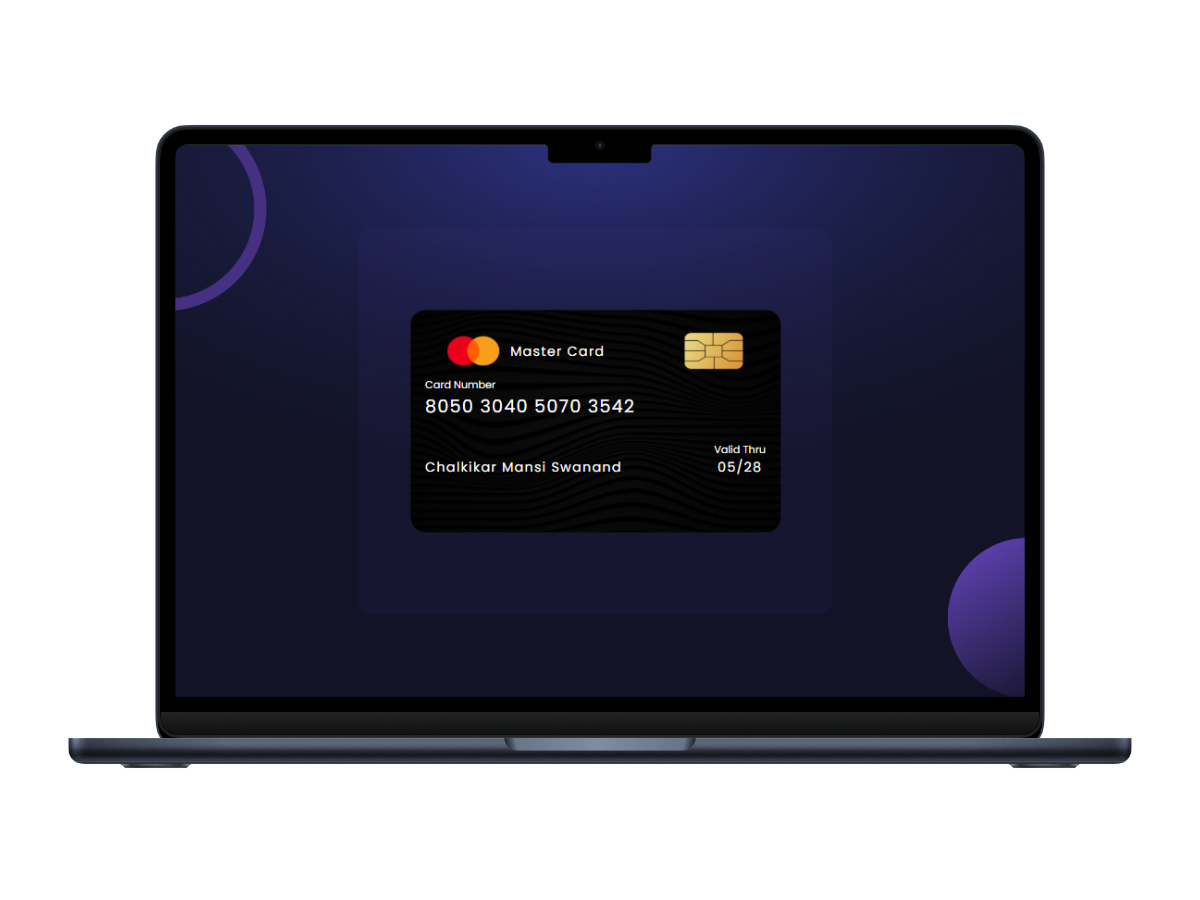 Master Card
Card Number
8050 3040 5070 3542
Valid Thru
Chalkikar Mansi Swanand
05/28